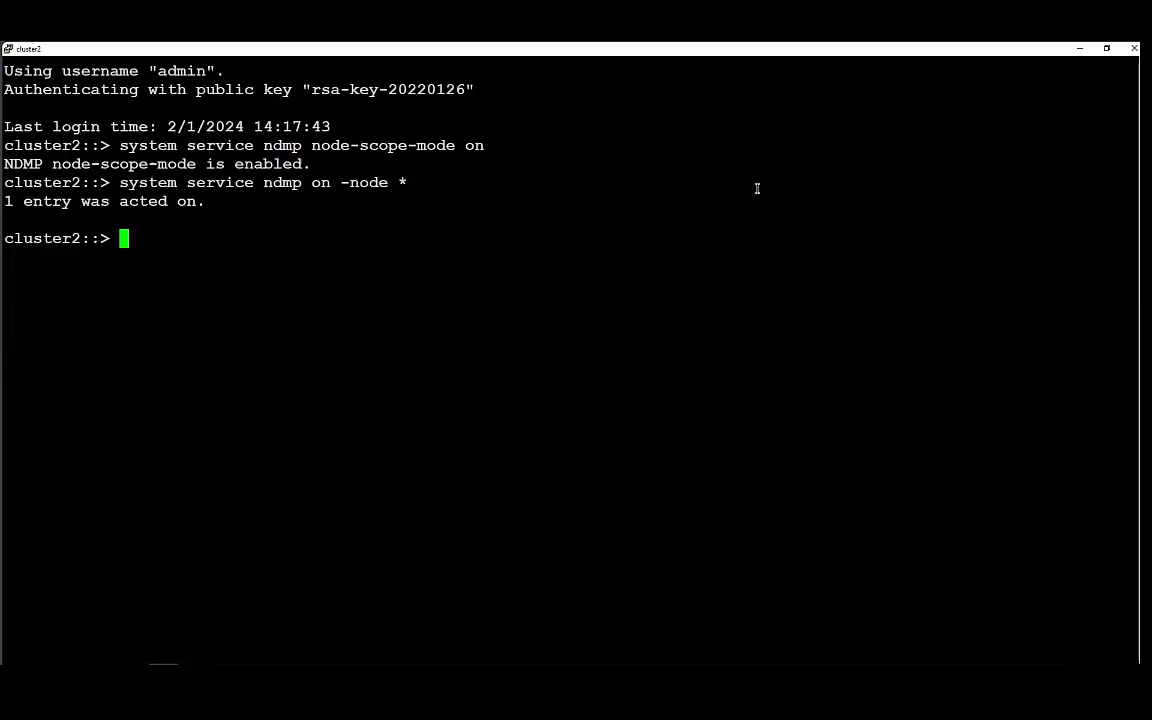 cluster2
Using username "admin".
Authenticating with public key "rsa-key-20220126"
Last login time: 2/1/2024 14:17:43
cluster2::> system service ndmp node-scope-mode on
NDMP node-scope-mode is enabled.
cluster2::> system service ndmp on -node *
1 entry was acted on.
cluster2::>